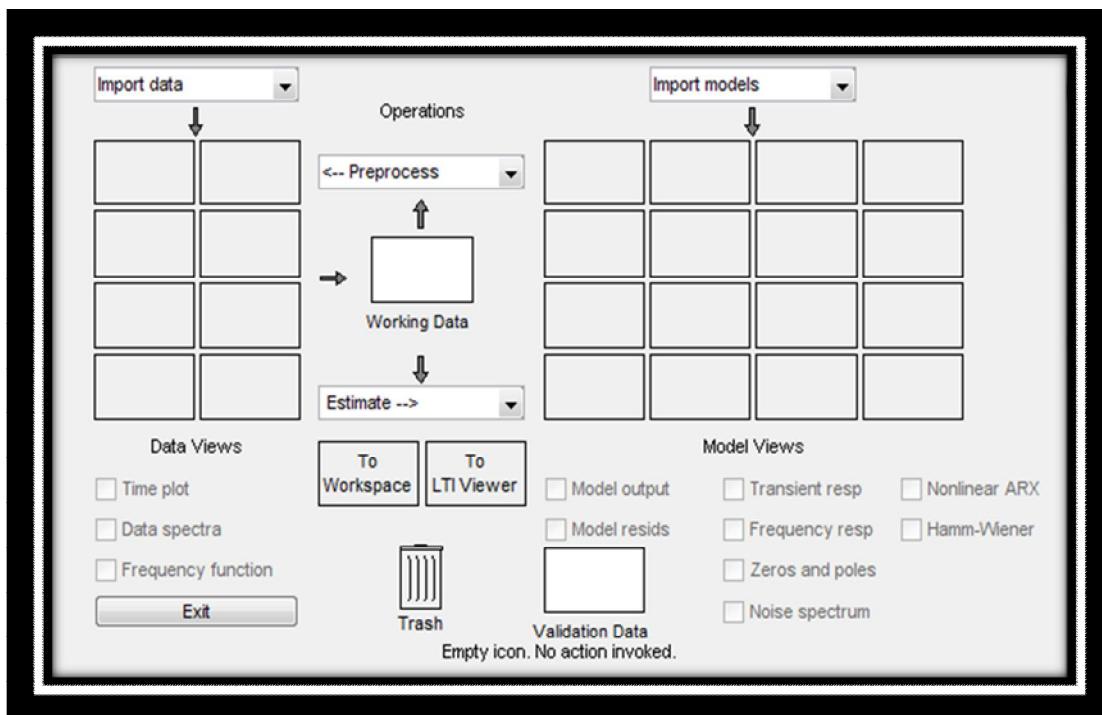 Import data
Import models
Operations
<-- Preprocess
Working Data
Estimate -->
Data Views
Model Views
To
Workspace
To
LTI Viewer
Time plot
Data spectra
Frequency function
Exit
Trash
Model output
Model resids
Validation Data
Transient resp
Frequency resp
Zeros and poles
Noise spectrum
Nonlinear ARX
Hamm-Wiener
Empty icon. No action invoked.